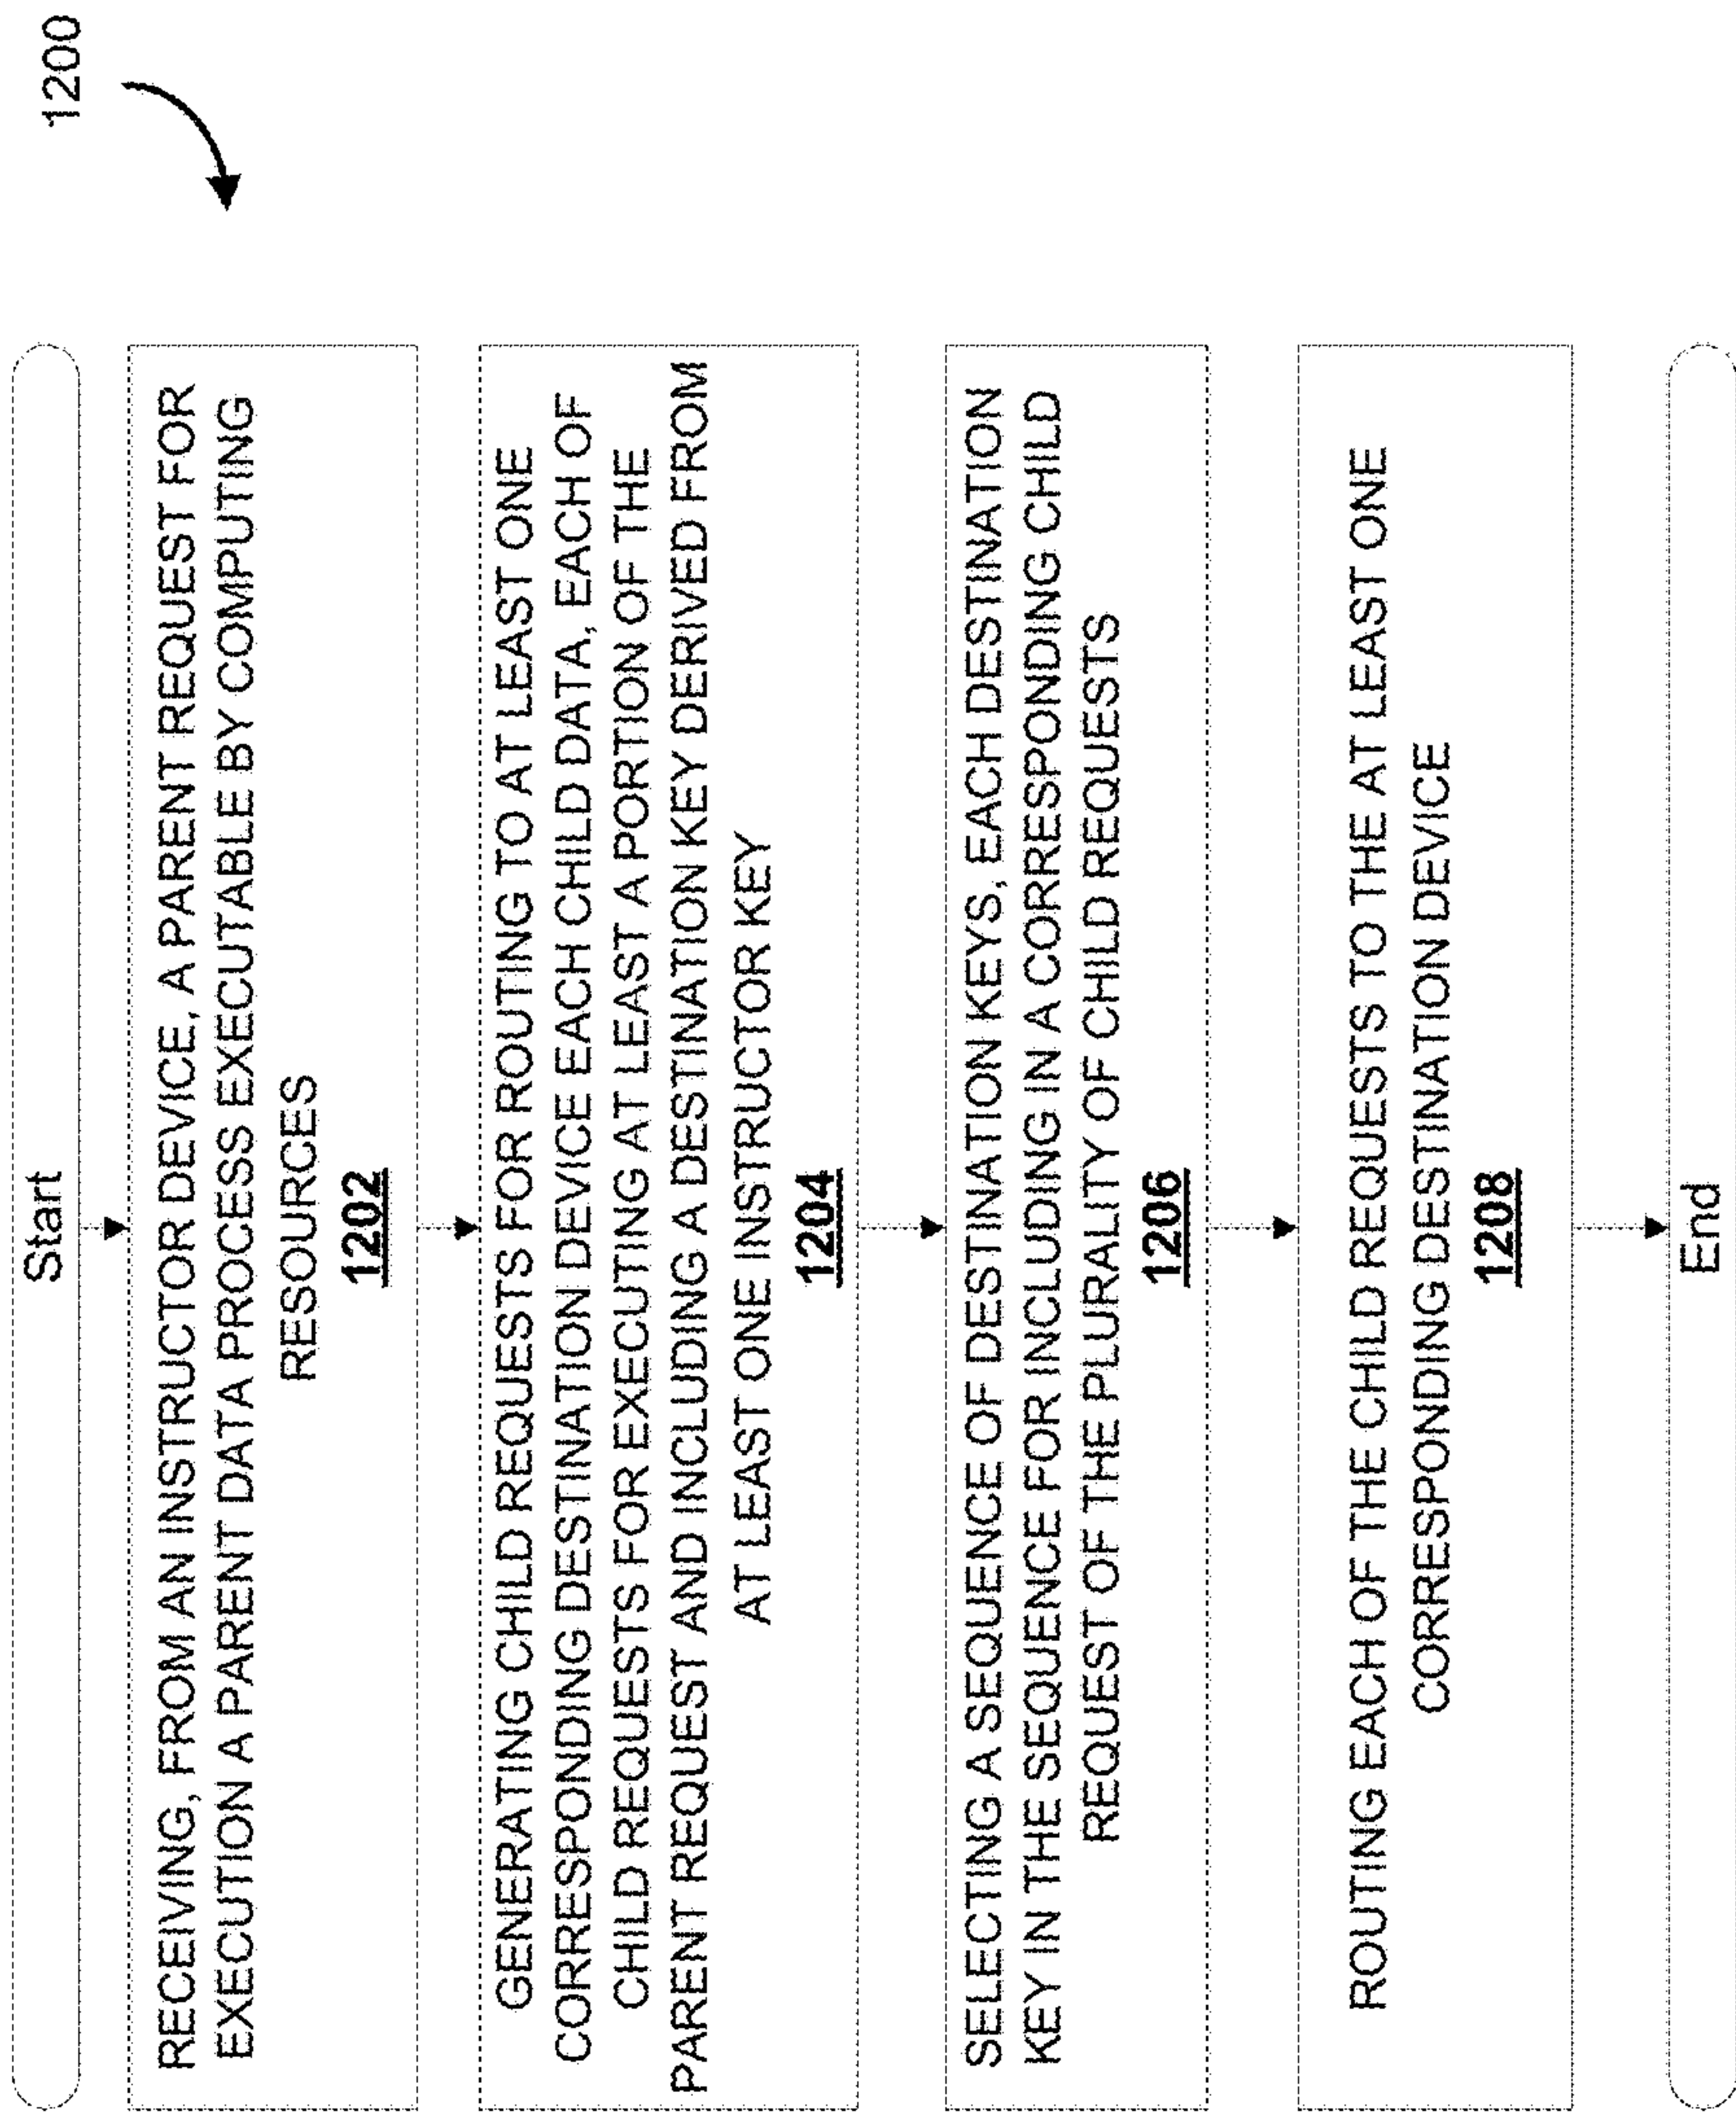 1200
Start
RECEIVING, FROM AN INSTRUCTOR DEVICE, A PARENT REQUEST FOR
EXECUTION A PARENT DATA PROCESS EXECUTABLE BY COMPUTING
RESOURCES
1202
GENERATING CHILD REQUESTS FOR ROUTING TO AT LEAST ONE
CORRESPONDING DESTINATION DEVICE EACH CHILD DATA, EACH OF
CHILD REQUESTS FOR EXECUTING AT LEAST A PORTION OF THE
PARENT REQUEST AND INCLUDING A DESTINATION KEY DERIVED FROM
AT LEAST ONE INSTRUCTOR KEY
1204
SELECTING A SEQUENCE OF DESTINATION KEYS, EACH DESTINATION
KEY IN THE SEQUENCE FOR INCLUDING IN A CORRESPONDING CHILD
REQUEST OF THE PLURALITY OF CHILD REQUESTS
1206
ROUTING EACH OF THE CHILD REQUESTS TO THE AT LEAST ONE
CORRESPONDING DESTINATION DEVICE
1208
End